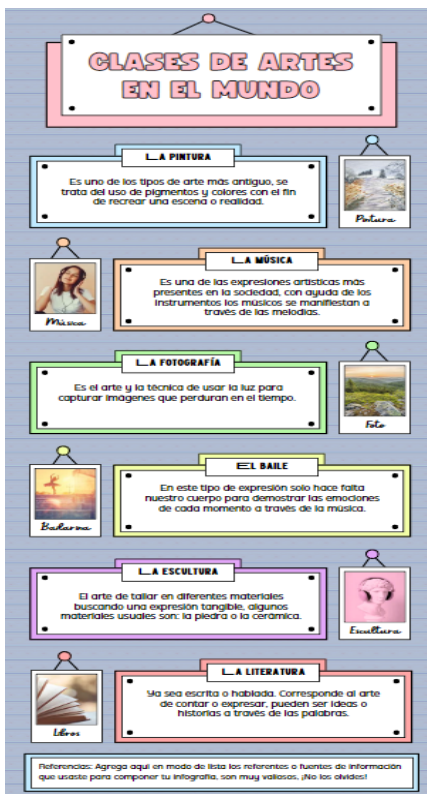 CLASES DE ARTES
EN EL MUNDO
LA PINTURA
Es uno de los tipos de arte más antiguo, se
trata del uso de pigmentos y colores con el fin
de recrear una escena o realidad.
Pintura
LA MÚSICA
Es una de las expresiones artísticas más
presentes en la sociedad, con ayuda de los
instrumentos los músicos se manifiestan a
través de las melodías.
Música
LA FOTOGRAFÍA
Es el arte y la técnica de usar la luz para
capturar imágenes que perduran en el tiempo.
Foto
EL BAILE
En este tipo de expresión solo hace falta
nuestro cuerpo para demostrar las emociones
de cada momento a través de la música.
Bailarina
LA ESCULTURA
El arte de tallar en diferentes materiales
buscando una expresión tangible, algunos
materiales usuales son: la piedra o la cerámica.
Escultura
LA LITERATURA
Ya sea escrita o hablada. Corresponde al arte
de contar o expresar, pueden ser ideas o
historias a través de las palabras.
Libros
Referencias: Agrega aquí en modo de lista los referentes o fuentes de información
que usaste para componer tu infografía, son muy valiosos, ¡No los olvides!